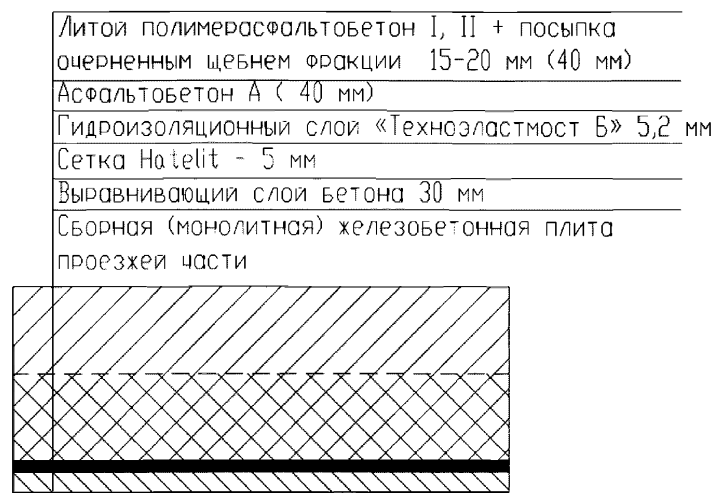 Литой полимерасфальтобетон I, II + посыпка
очерненным щебнем фракции 15-20 мм (40 мм)
Асфальтобетон А ( 40 мм)
Гидроизоляционный слой «Техноэластмост Б» 5,2 мм
Сетка Hatelit - 5 мм
Выравнивающий слой бетона 30 мм
Сборная (монолитная) железобетонная плита
проезжей части